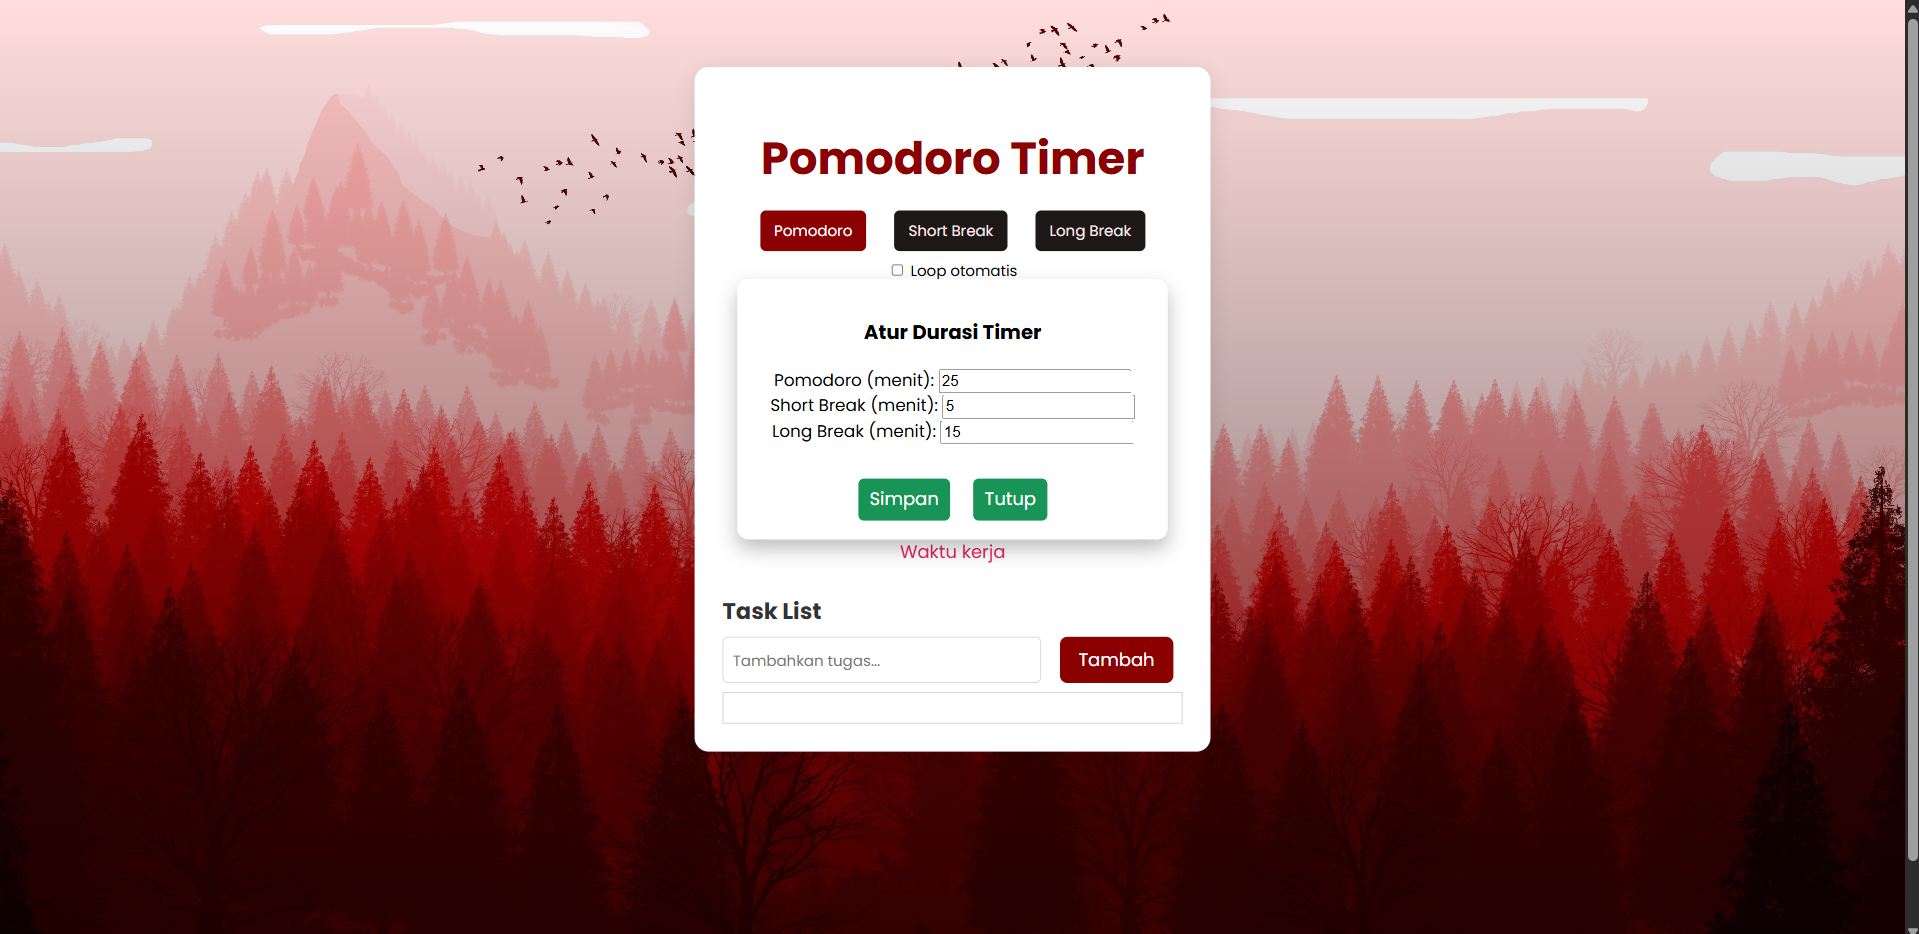 Pomodoro Timer
Pomodoro Short Break Long Break
Loop otomatis
Atur Durasi Timer
Pomodoro (menit): 25
Short Break (menit): 5
Long Break (menit): 15
Simpan Tutup
Waktu kerja
Task List
Tambahkan tugas... Tambah